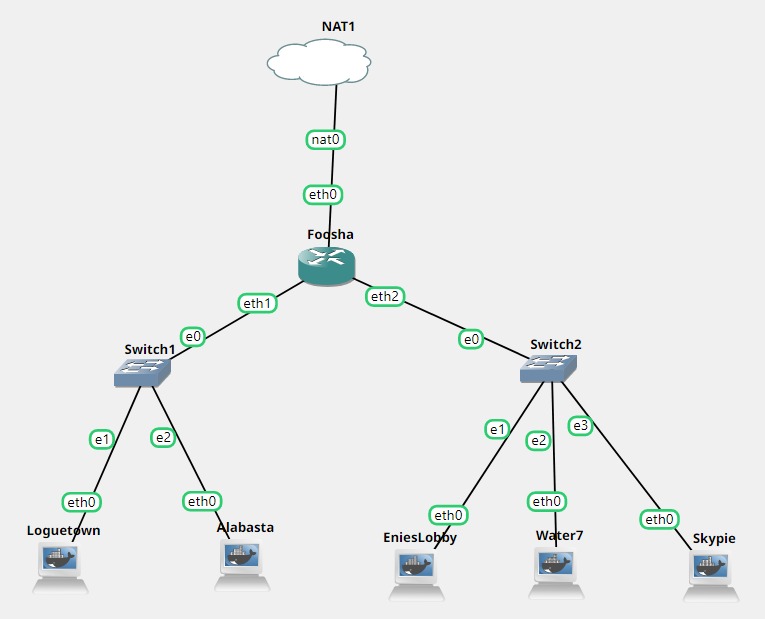 NAT1
nat0
eth0
Foosha
eth1
eth2
e0
e0
Switch1
Switch2
e1
e2
e1
e2
e3
eth0
eth0
eth0
eth0
eth0
Loguetown
Alabasta
EniesLobby
Water7
Skypie